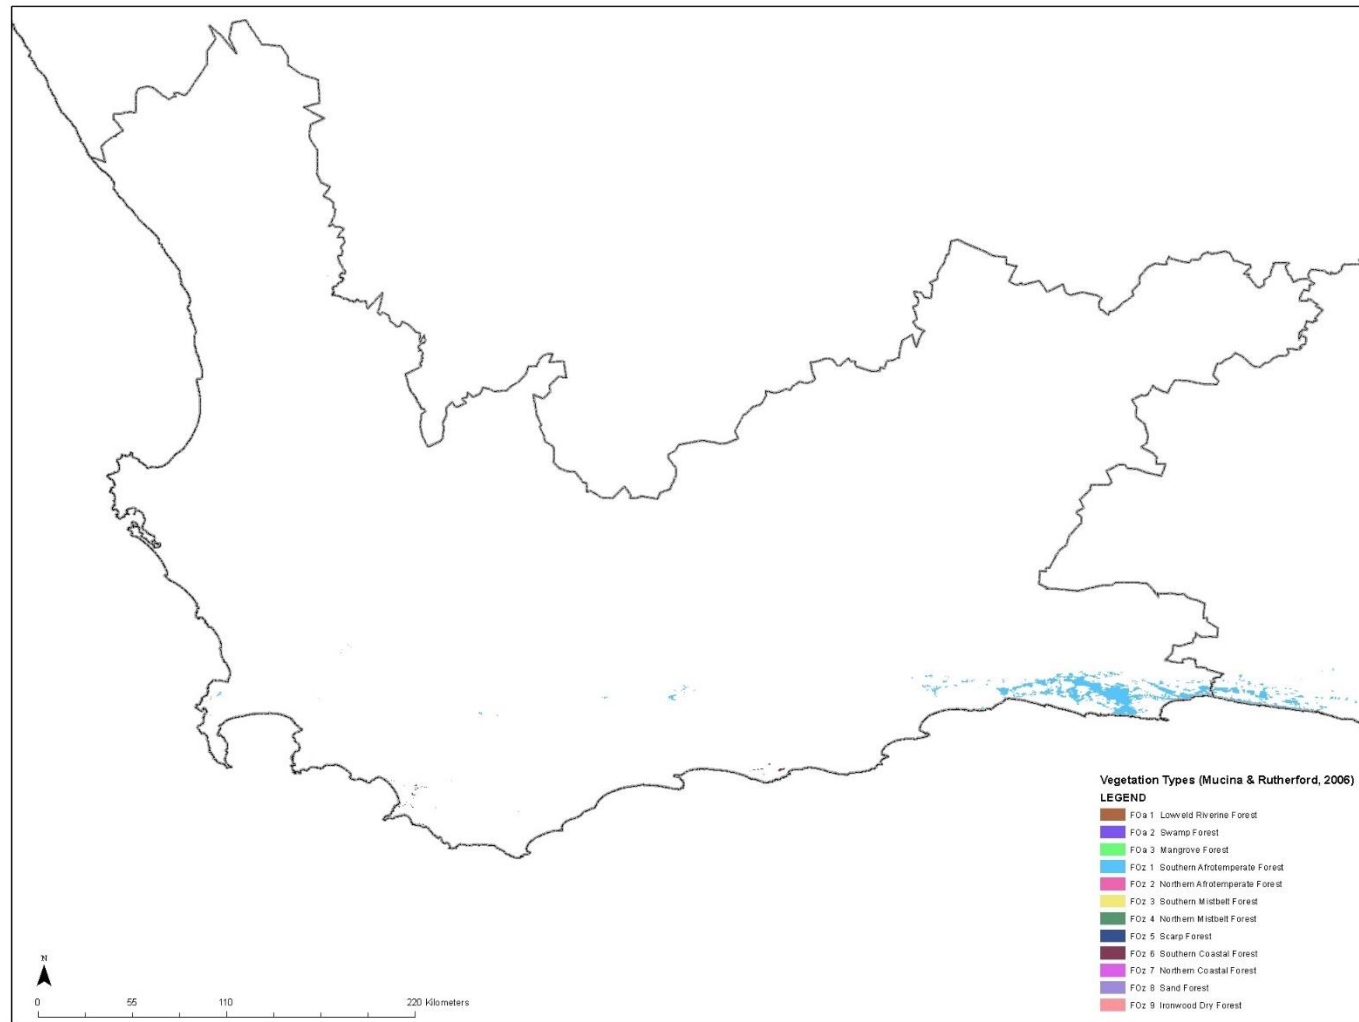 Vegetation Types (Mucina & Rutherford, 2006)
LEGEND
FOa 1 Lowveld Riverine Forest
FOa 2 Swamp Forest
FOa 3 Mangrove Forest
FOz 1 Southern Afrotemperate Forest
FOz 2 Northern Afrotemperate Forest
FOz 3 Southern Mistbelt Forest
FOz 4 Northern Mistbelt Forest
FOz 5 Scarp Forest
FOz 6 Southern Coastal Forest
FOz 7 Northern Coastal Forest
FOz 8 Sand Forest
FOz 9 Ironwood Dry Forest
N
0 55 110 220 Kilometers